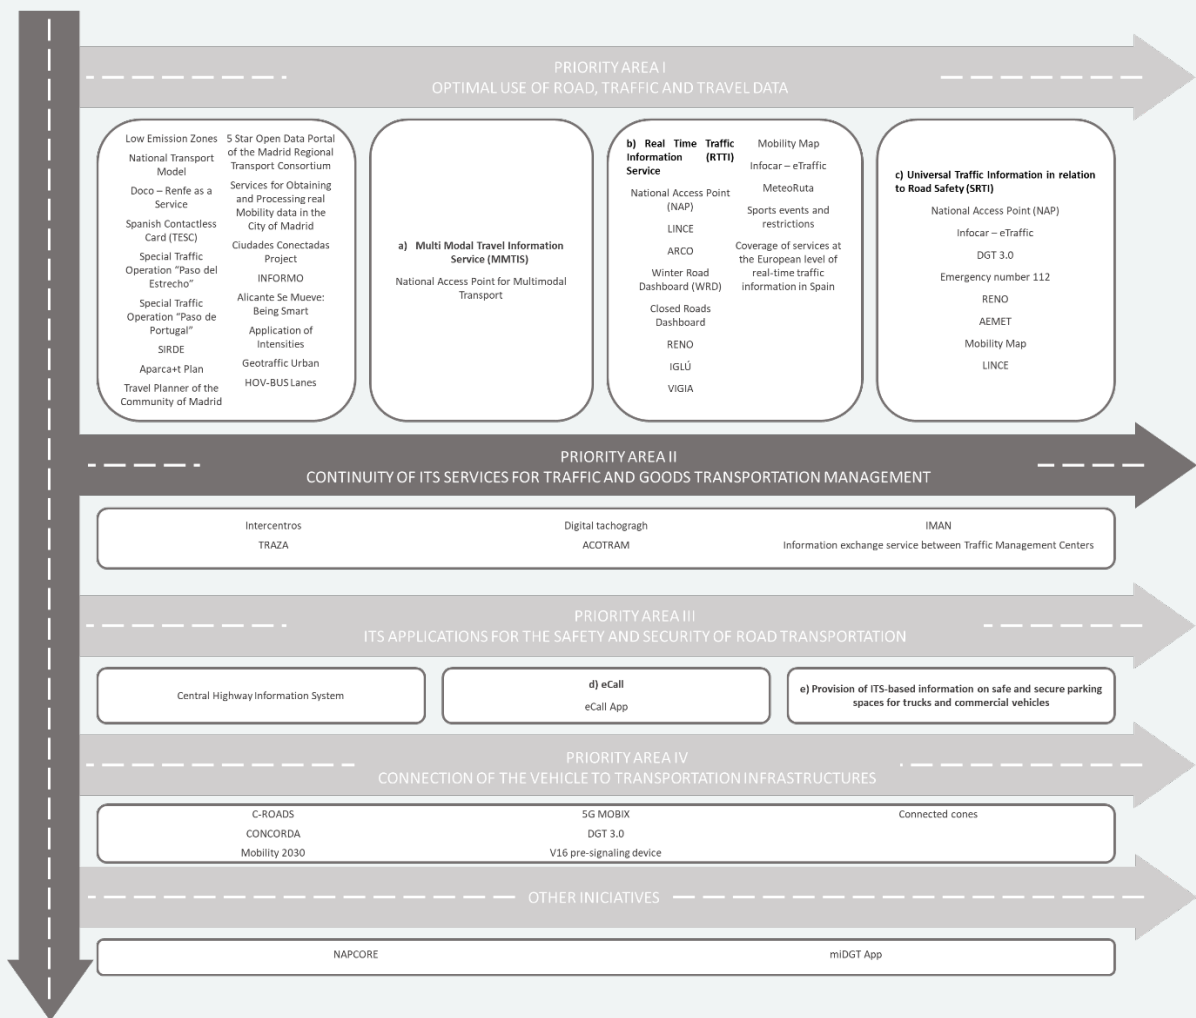 PRIORITY AREA I
OPTIMAL USE OF ROAD, TRAFFIC AND TRAVEL DATA
Low Emission Zones
National Transport
Model
Doco – Renfe as a
Service
Spanish Contactless
Card (TESC)
Special Traffic
Operation “Paso del
Estrecho”
Special Traffic
Operation “Paso de
Portugal”
SIRDE
Aparca+t Plan
Travel Planner of the
Community of Madrid
5 Star Open Data Portal
of the Madrid Regional
Transport Consortium
Services for Obtaining
and Processing real
Mobility data in the
City of Madrid
Ciudades Conectadas
Project
INFORMO
Alicante Se Mueve:
Being Smart
Application of
Intensities
Geotraffic Urban
HOV-BUS Lanes
a) Multi Modal Travel Information
Service (MMTIS)
National Access Point for Multimodal
Transport
b) Real Time Traffic
Information (RTTI)
Service
National Access Point
(NAP)
LINCE
ARCO
Winter Road
Dashboard (WRD)
Closed Roads
Dashboard
RENO
IGLÚ
VIGIA
Mobility Map
Infocar – eTraffic
MeteoRuta
Sports events and
restrictions
Coverage of services at
the European level of
real-time traffic
information in Spain
c) Universal Traffic Information in relation
to Road Safety (SRTI)
National Access Point (NAP)
Infocar – eTraffic
DGT 3.0
Emergency number 112
RENO
AEMET
Mobility Map
LINCE
PRIORITY AREA II
CONTINUITY OF ITS SERVICES FOR TRAFFIC AND GOODS TRANSPORTATION MANAGEMENT
Intercentros
TRAZA
Digital tachogragh
ACOTRAM
IMAN
Information exchange service between Traffic Management Centers
PRIORITY AREA III
ITS APPLICATIONS FOR THE SAFETY AND SECURITY OF ROAD TRANSPORTATION
Central Highway Information System
d) eCall
eCall App
e) Provision of ITS-based information on safe and secure parking
spaces for trucks and commercial vehicles
PRIORITY AREA IV
CONNECTION OF THE VEHICLE TO TRANSPORTATION INFRASTRUCTURES
C-ROADS
CONCORDA
Mobility 2030
5G MOBIX
DGT 3.0
V16 pre-signaling device
Connected cones
OTHER INICIATIVES
NAPCORE
miDGT App